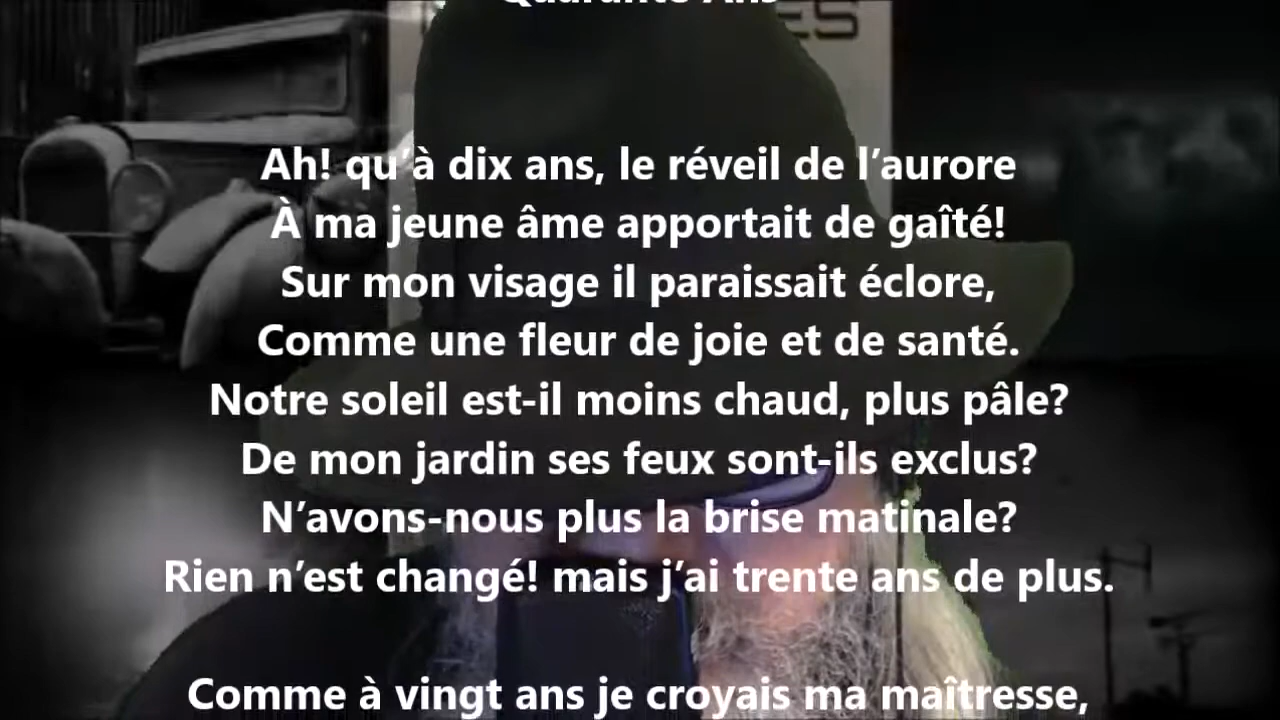 Quarante Ans
ES
Ah! qu’à dix ans, le réveil de l’aurore
À ma jeune âme apportait de gaîté!
Sur mon visage il paraissait éclore,
Comme une fleur de joie et de santé.
Notre soleil est-il moins chaud, plus pâle?
De mon jardin ses feux sont-ils exclus?
N’avons-nous plus la brise matinale?
Rien n’est changé! mais j’ai trente ans de plus.
Comme à vingt ans je croyais ma maîtresse,